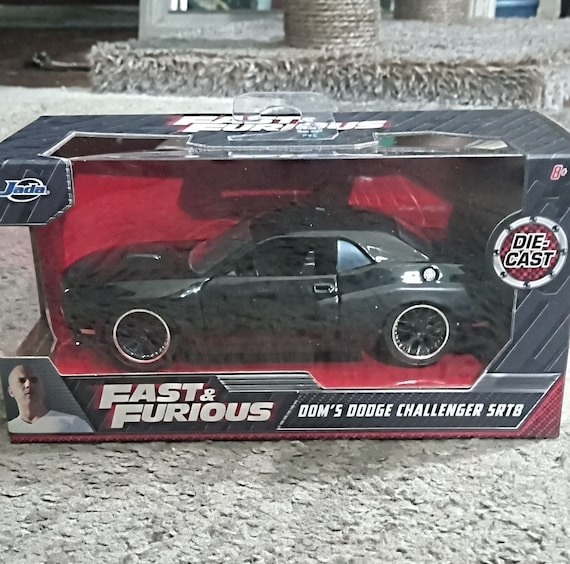 FAST & FURIOUS
Jada
8+
DIE-CAST
FAST &
FURIOUS
DOM'S DODGE CHALLENGER SRT8